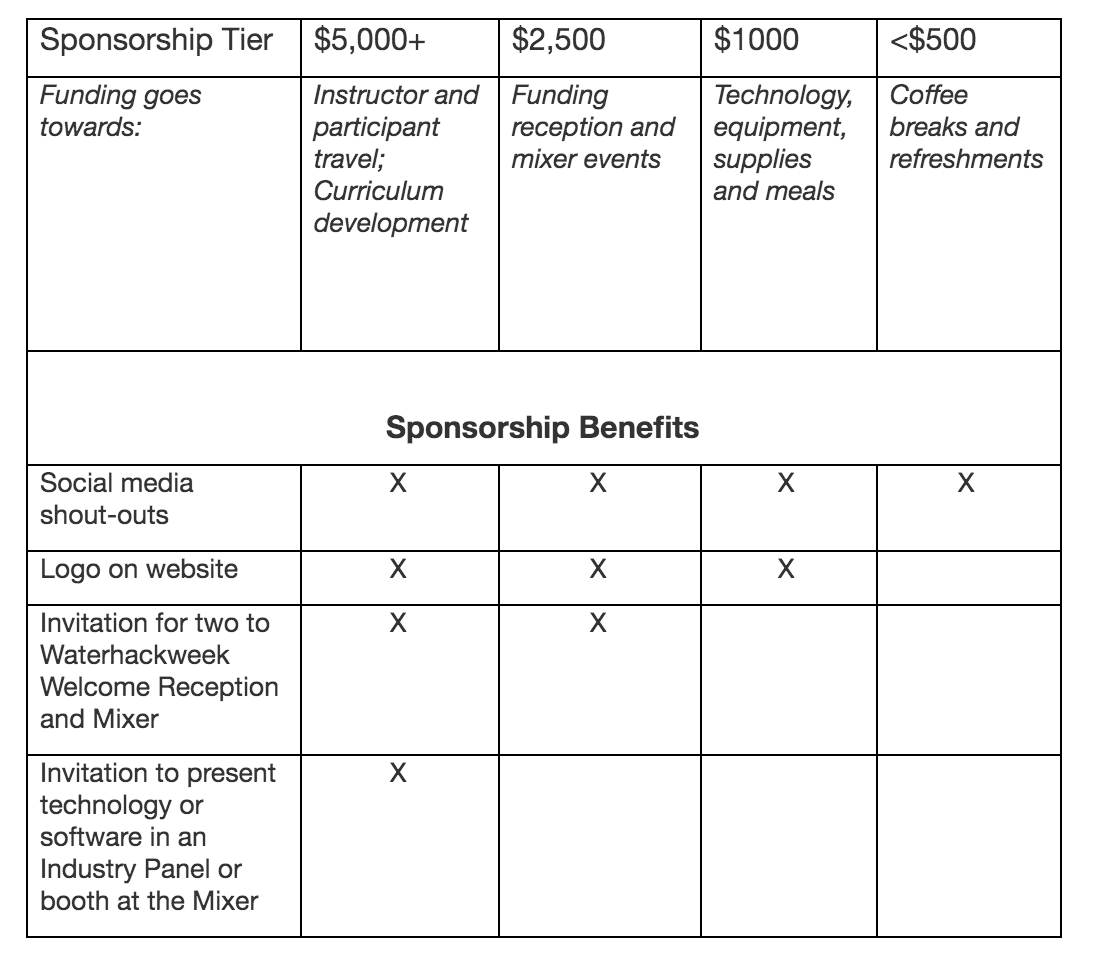 Sponsorship Tier $5,000+ $2,500 $1000 <$500
Funding goes Instructor and Funding Technology, Coffee
towards: participant reception and equipment, breaks and
travel; mixer events supplies refreshments
Curriculum and meals
development
Sponsorship Benefits
Social media X X X X
shout-outs
Logo on website X X X
Invitation for two to X X
Waterhackweek
Welcome Reception
and Mixer
Invitation to present X
technology or
software in an
Industry Panel or
booth at the Mixer